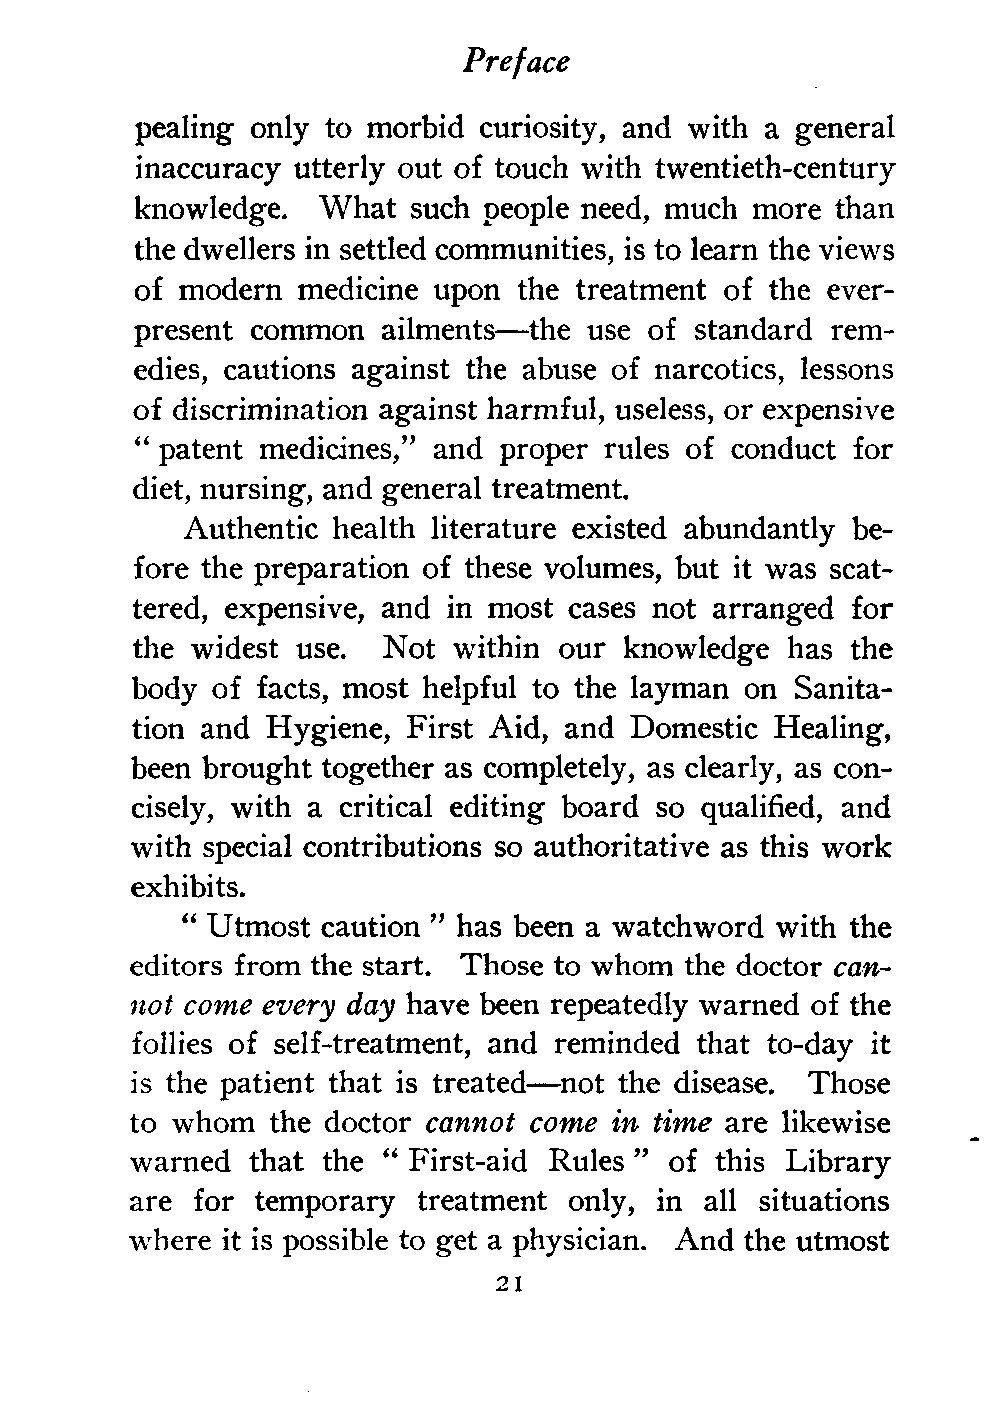 Preface
pealing only to morbid curiosity, and with a general
inaccuracy utterly out of touch with twentieth-century
knowledge. What such people need, much more than
the dwellers in settled communities, is to learn the views
of modern medicine upon the treatment of the ever-
present common ailments—the use of standard rem-
edies, cautions against the abuse of narcotics, lessons
of discrimination against harmful, useless, or expensive
“ patent medicines,” and proper rules of conduct for
diet, nursing, and general treatment.
Authentic health literature existed abundantly be-
fore the preparation of these volumes, but it was scat-
tered, expensive, and in most cases not arranged for
the widest use. Not within our knowledge has the
body of facts, most helpful to the layman on Sanita-
tion and Hygiene, First Aid, and Domestic Healing,
been brought together as completely, as clearly, as con-
cisely, with a critical editing board so qualified, and
with special contributions so authoritative as this work
exhibits.
“ Utmost caution ” has been a watchword with the
editors from the start. Those to whom the doctor can-
not come every day have been repeatedly warned of the
follies of self-treatment, and reminded that to-day it
is the patient that is treated—not the disease. Those
to whom the doctor cannot come in time are likewise
warned that the “ First-aid Rules ” of this Library
are for temporary treatment only, in all situations
where it is possible to get a physician. And the utmost
21